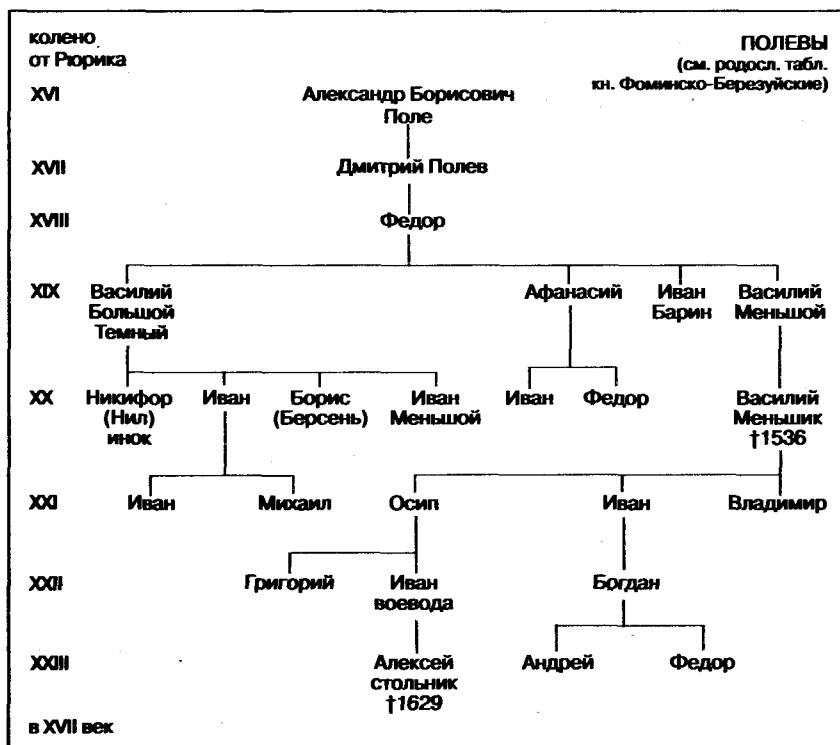 колено
от Рюрика
ПОЛЕВЫ
(см. родосл. табл.
кн. Фоминско-Березуйские)
XVI
Александр Борисович
Поле
XVII
Дмитрий Полев
XVIII
Федор
XIX
Василий
Большой
Темный
Афанасий
Иван
Барин
Василий
Меньшой
XX
Никифор
(Нил)
инок
Иван
Борис
(Берсень)
Иван
Меньшой
Иван
Федор
Василий
Меньшик
†1536
XXI
Иван
Михаил
Осип
Иван
Владимир
XXII
Григорий
Иван
воевода
Богдан
XXIII
Алексей
стольник
†1629
Андрей
Федор
в XVII век